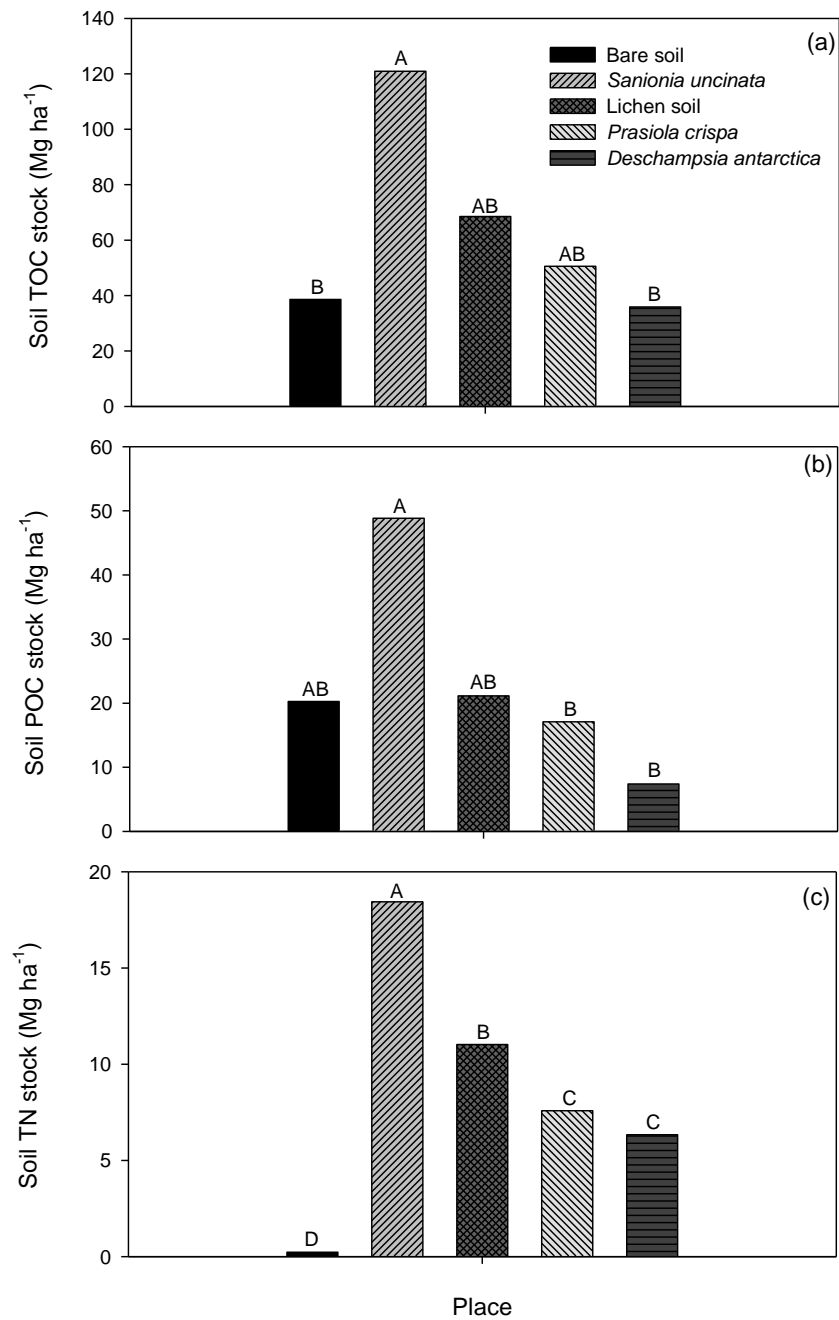 (a)
Soil TOC stock (Mg ha⁻¹)
140
120
100
80
60
40
20
0
Bare soil
Sanionia uncinata
Lichen soil
Prasiola crispa
Deschampsia antarctica
B
A
AB
AB
B
(b)
Soil POC stock (Mg ha⁻¹)
60
50
40
30
20
10
0
AB
A
AB
B
B
(c)
Soil TN stock (Mg ha⁻¹)
20
15
10
5
0
D
A
B
C
C
Place